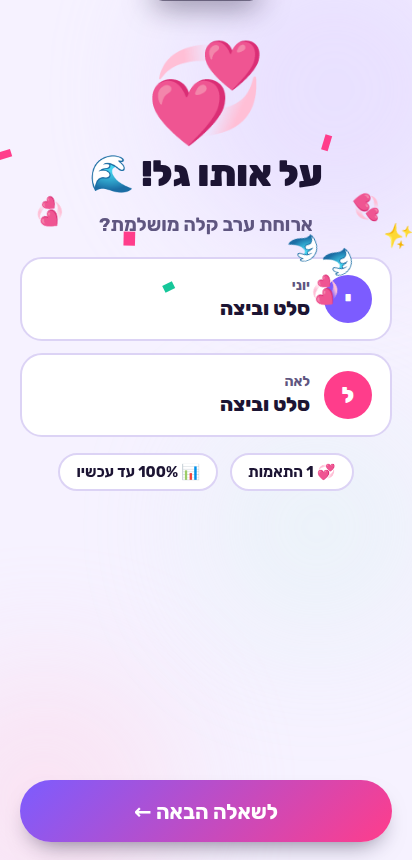 על אותו גל! 🌊
ארוחת ערב קלה מושלמת?
י
יוני
סלט וביצה
ל
לאה
סלט וביצה
💞 1 התאמות
📊 100% עד עכשיו
לשאלה הבאה ←